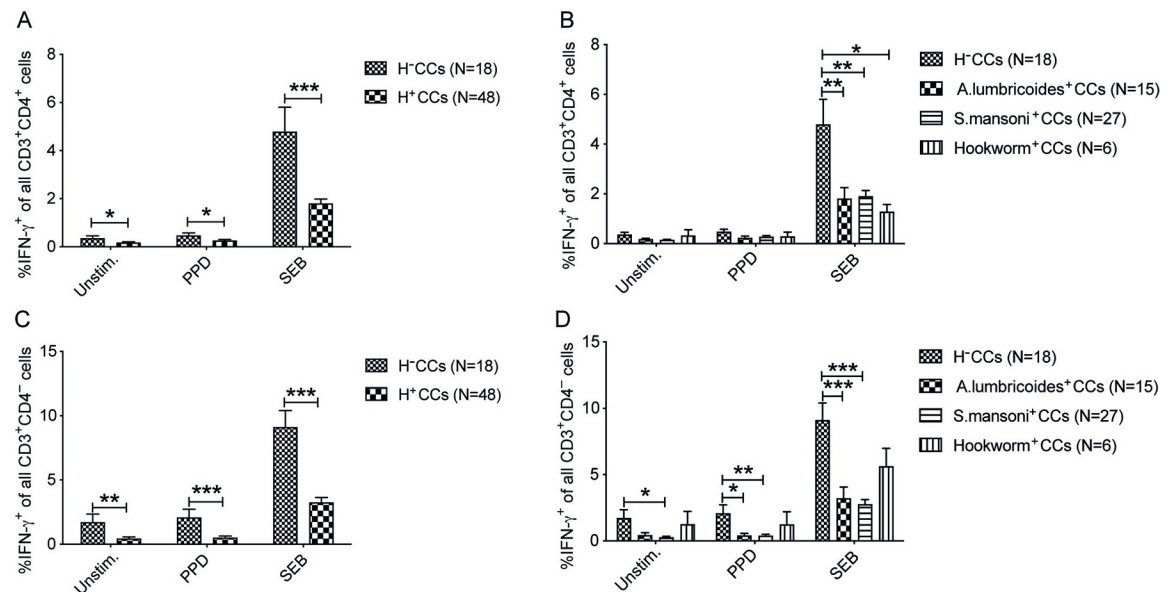 A
%IFN-γ⁺ of all CD3⁺CD4⁺ cells
8
6
4
2
0
***
*
*
Unstim.
PPD
SEB
H⁻CCs (N=18)
H⁺CCs (N=48)
B
%IFN-γ⁺ of all CD3⁺CD4⁺ cells
8
6
4
2
0
*
**
**
Unstim.
PPD
SEB
H⁻CCs (N=18)
A.lumbricoides⁺CCs (N=15)
S.mansoni⁺CCs (N=27)
Hookworm⁺CCs (N=6)
C
%IFN-γ⁺ of all CD3⁺CD4⁻ cells
15
10
5
0
***
**
***
Unstim.
PPD
SEB
H⁻CCs (N=18)
H⁺CCs (N=48)
D
%IFN-γ⁺ of all CD3⁺CD4⁻ cells
15
10
5
0
***
***
**
*
*
Unstim.
PPD
SEB
H⁻CCs (N=18)
A.lumbricoides⁺CCs (N=15)
S.mansoni⁺CCs (N=27)
Hookworm⁺CCs (N=6)